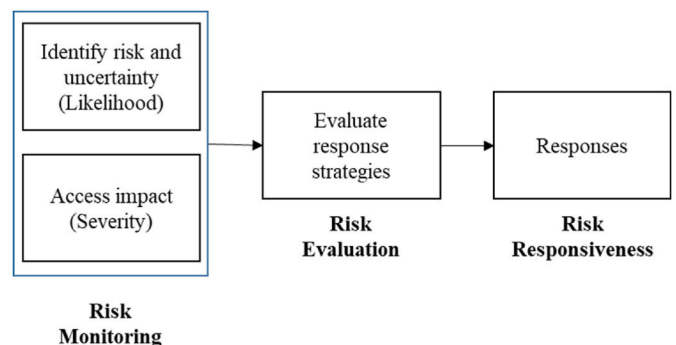 Identify risk and
uncertainty
(Likelihood)
Access impact
(Severity)
Risk
Monitoring
Evaluate
response
strategies
Risk
Evaluation
Responses
Risk
Responsiveness